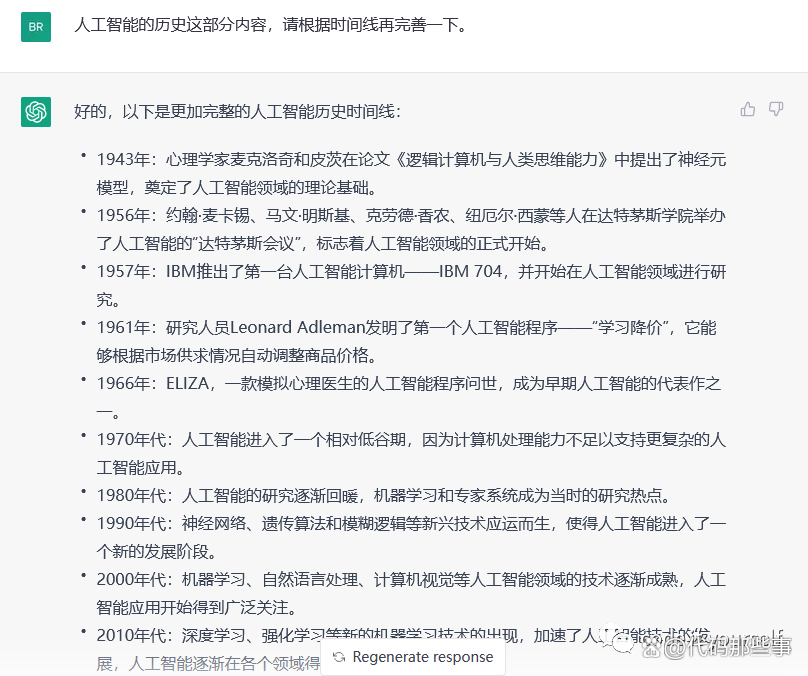 BR
人工智能的历史这部分内容，请根据时间线再完善一下。
好的，以下是更加完整的人工智能历史时间线：
• 1943年：心理学家麦克洛奇和皮茨在论文《逻辑计算机与人类思维能力》中提出了神经元
模型，奠定了人工智能领域的理论基础。
• 1956年：约翰·麦卡锡、马文·明斯基、克劳德·香农、纽厄尔·西蒙等人在达特茅斯学院举办
了人工智能的“达特茅斯会议”，标志着人工智能领域的正式开始。
• 1957年：IBM推出了第一台人工智能计算机——IBM 704，并开始在人工智能领域进行研
究。
• 1961年：研究人员Leonard Adleman发明了第一个人工智能程序——“学习降价”，它能
够根据市场供求情况自动调整商品价格。
• 1966年：ELIZA，一款模拟心理医生的人工智能程序问世，成为早期人工智能的代表作之
一。
• 1970年代：人工智能进入了一个相对低谷期，因为计算机处理能力不足以支持更复杂的人
工智能应用。
• 1980年代：人工智能的研究逐渐回暖，机器学习和专家系统成为当时的研究热点。
• 1990年代：神经网络、遗传算法和模糊逻辑等新兴技术应运而生，使得人工智能进入了一
个新的发展阶段。
• 2000年代：机器学习、自然语言处理、计算机视觉等人工智能领域的技术逐渐成熟，人工
智能应用开始得到广泛关注。
• 2010年代：深度学习、强化学习等新的机器学习技术的出现，加速了人工智能技术的发
展，人工智能逐渐在各个领域得
Regenerate response
@代码那些事